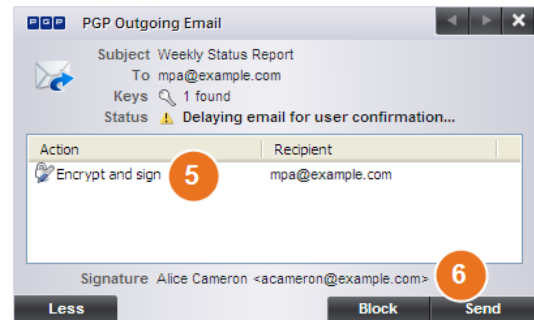 PGP PGP Outgoing Email
Subject Weekly Status Report
To mpa@example.com
Keys 1 found
Status Delaying email for user confirmation...
Action Recipient
Encrypt and sign 5 mpa@example.com
Signature Alice Cameron <acameron@example.com> 6
Less Block Send